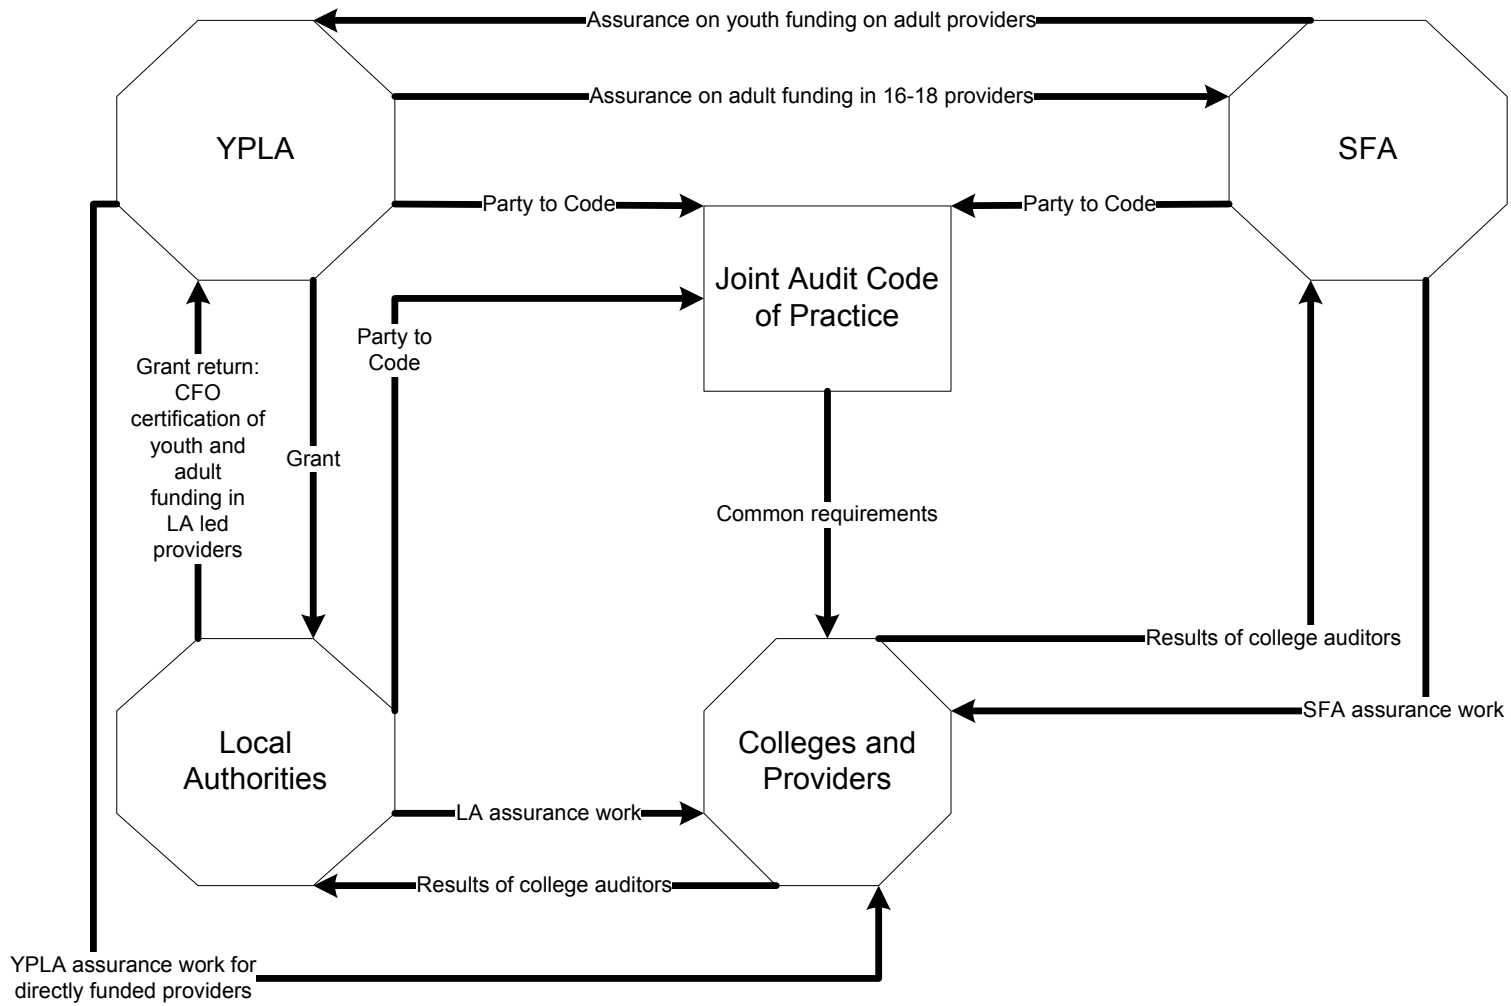 Assurance on youth funding on adult providers
Assurance on adult funding in 16-18 providers
YPLA
SFA
Party to Code
Party to Code
Joint Audit Code
of Practice
Party to
Code
Grant return:
CFO
certification of
youth and
adult
funding in
LA led
providers
Grant
Common requirements
Results of college auditors
SFA assurance work
Local
Authorities
Colleges and
Providers
LA assurance work
Results of college auditors
YPLA assurance work for
directly funded providers